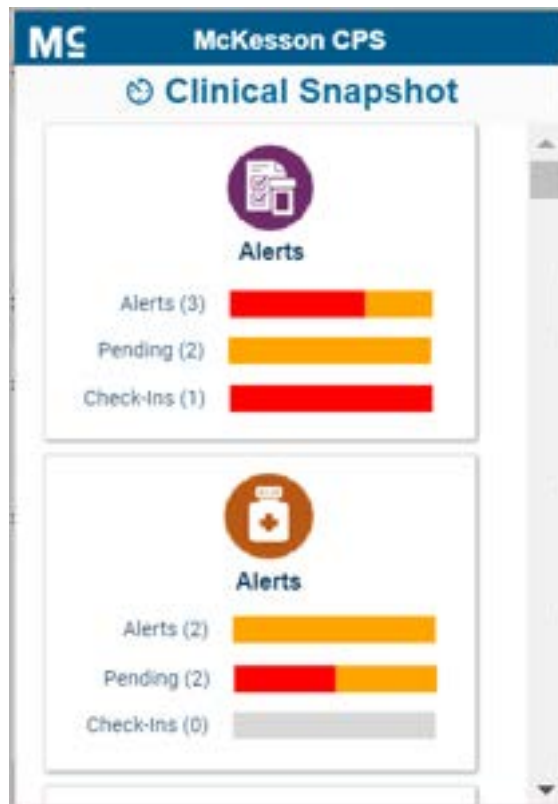 MC McKesson CPS
Clinical Snapshot
Alerts
Alerts (3)
Pending (2)
Check-Ins (1)
Alerts
Alerts (2)
Pending (2)
Check-Ins (0)